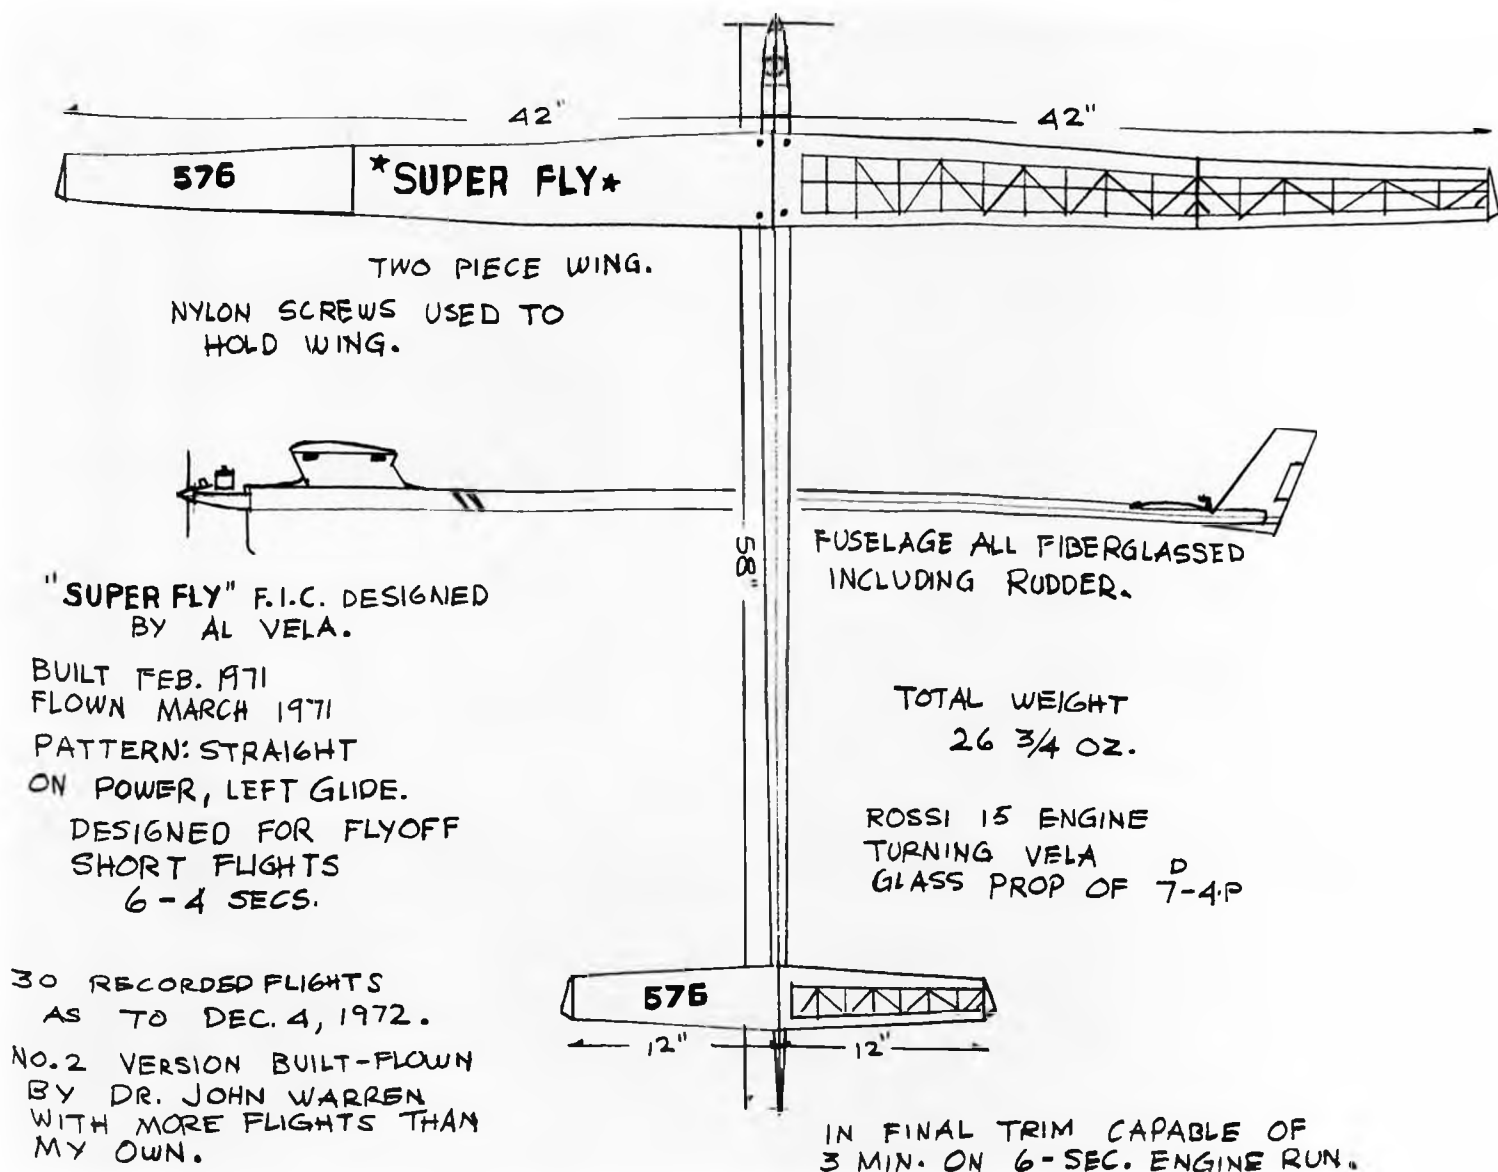 42"
42"
576
*SUPER FLY*
TWO PIECE WING.
NYLON SCREWS USED TO
HOLD WING.
58"
FUSELAGE ALL FIBERGLASSED
INCLUDING RUDDER.
"SUPER FLY" F.I.C. DESIGNED
BY AL VELA.
BUILT FEB. 1971
FLOWN MARCH 1971
PATTERN: STRAIGHT
ON POWER, LEFT GLIDE.
DESIGNED FOR FLYOFF
SHORT FLIGHTS
6-4 SECS.
TOTAL WEIGHT
26 3/4 OZ.
ROSSI 15 ENGINE
TURNING VELA
GLASS PROP OF 7D-4.P
30 RECORDED FLIGHTS
AS TO DEC. 4, 1972.
NO. 2 VERSION BUILT-FLOWN
BY DR. JOHN WARREN
WITH MORE FLIGHTS THAN
MY OWN.
576
12"
12"
IN FINAL TRIM CAPABLE OF
3 MIN. ON 6-SEC. ENGINE RUN.